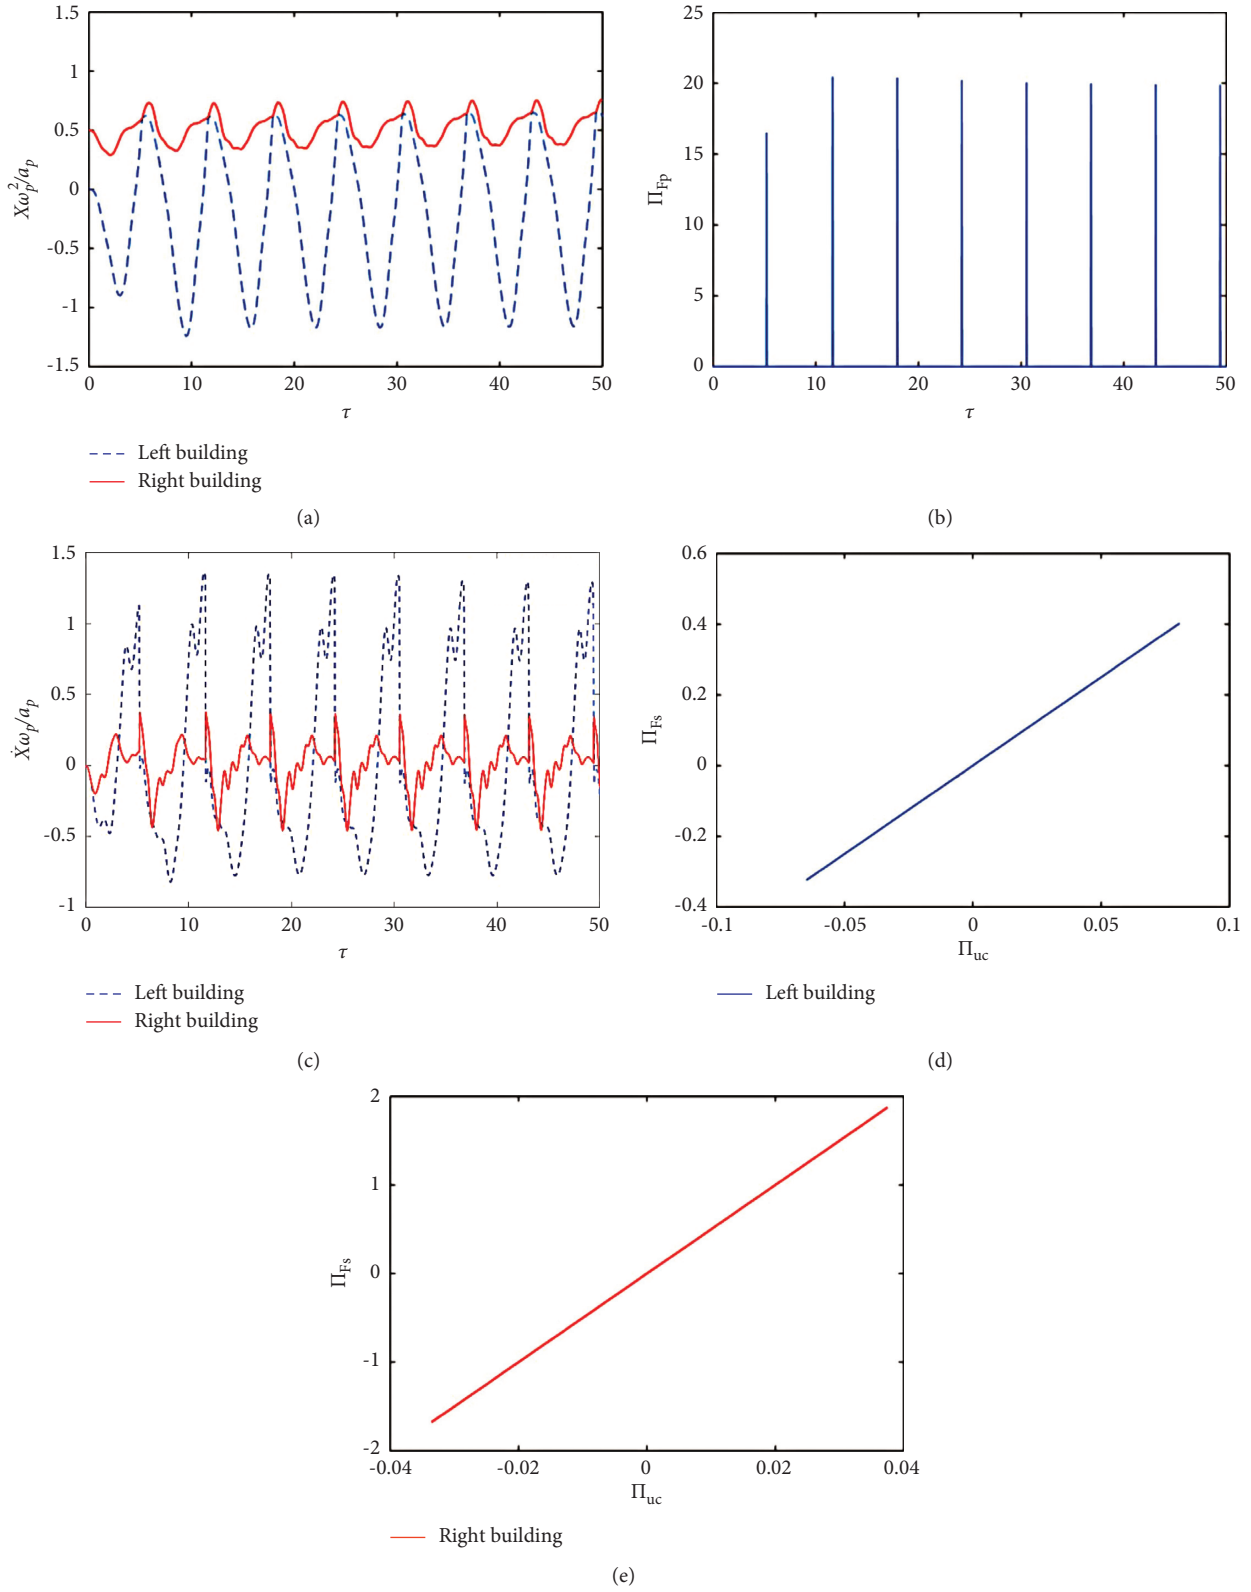 1.5
1
0.5
0
-0.5
-1
-1.5
Xω_p^2/a_p
0 10 20 30 40 50
τ
Left building
Right building
(a)
25
20
15
10
5
0
Π_Fp
0 10 20 30 40 50
τ
(b)
1.5
1
0.5
0
-0.5
-1
Ẋω_p/a_p
0 10 20 30 40 50
τ
Left building
Right building
(c)
0.6
0.4
0.2
0
-0.2
-0.4
Π_Fs
-0.1 -0.05 0 0.05 0.1
Π_uc
Left building
(d)
2
1
0
-1
-2
Π_Fs
-0.04 -0.02 0 0.02 0.04
Π_uc
Right building
(e)